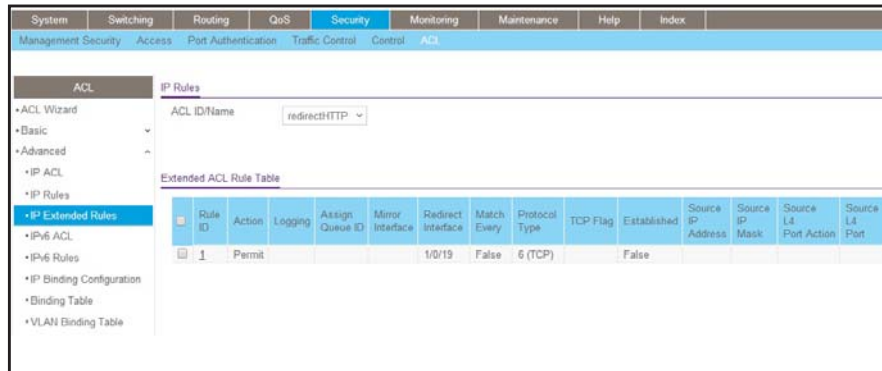 System Switching Routing QoS Security Monitoring Maintenance Help Index
Management Security Access Port Authentication Traffic Control Control ACL
ACL
IP Rules
•ACL Wizard
ACL ID/Name redirectHTTP
•Basic
•Advanced
•IP ACL
Extended ACL Rule Table
•IP Rules
•IP Extended Rules
•IPv6 ACL
•IPv6 Rules
•IP Binding Configuration
•Binding Table
•VLAN Binding Table
Rule ID Action Logging Assign Queue ID Mirror Interface Redirect Interface Match Every Protocol Type TCP Flag Established Source IP Address Source IP Mask Source L4 Port Action Source L4 Port
1 Permit 1/0/19 False 6 (TCP) False